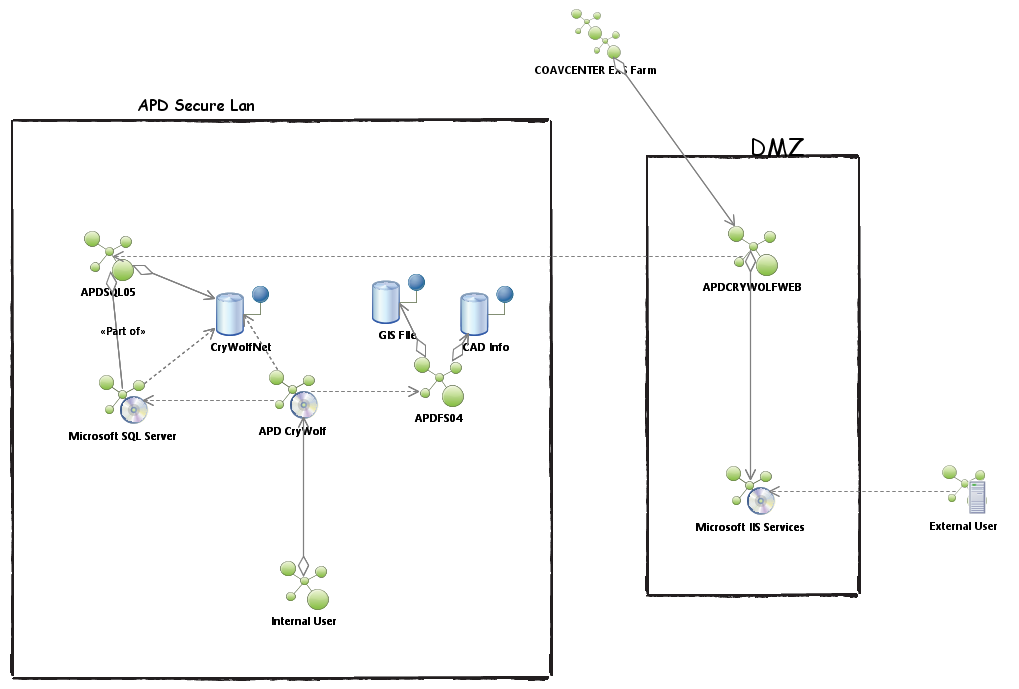 COAVCENTER EXS Farm
APD Secure Lan
DMZ
APDSQL05
APDCRYWOLFWEB
«Part of»
CryWolfNet
GIS File
CAD Info
Microsoft SQL Server
APD CryWolf
APDFS04
Microsoft IIS Services
External User
Internal User